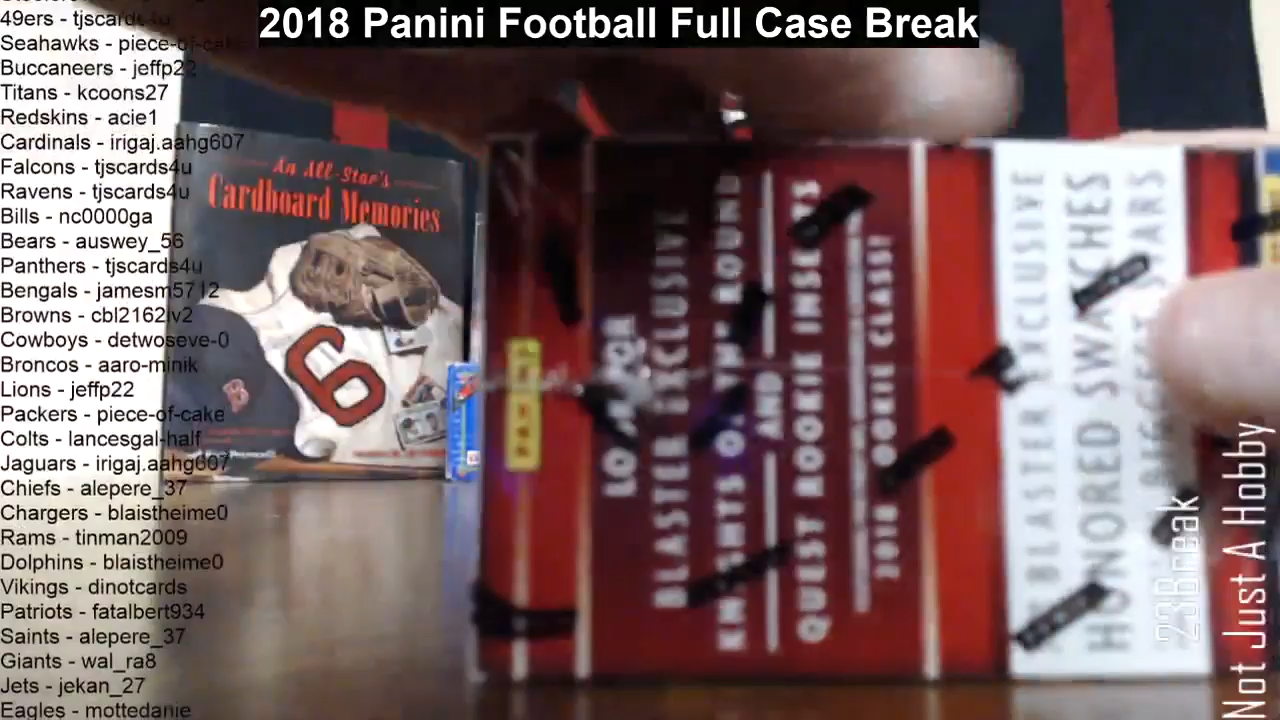 2018 Panini Football Full Case Break
49ers - tjscards4u
Seahawks - piece-of-cake
Buccaneers - jeffp22
Titans - kcoons27
Redskins - acie1
Cardinals - irigaj.aahg607
Falcons - tjscards4u
Ravens - tjscards4u
Bills - nc0000ga
Bears - auswey_56
Panthers - tjscards4u
Bengals - jamesm5712
Browns - cbl2162iv2
Cowboys - detwoseve-0
Broncos - aaro-minik
Lions - jeffp22
Packers - piece-of-cake
Colts - lancesgal-half
Jaguars - irigaj.aahg607
Chiefs - alepere_37
Chargers - blaistheime0
Rams - tinman2009
Dolphins - blaistheime0
Vikings - dinotcards
Patriots - fatalbert934
Saints - alepere_37
Giants - wal_ra8
Jets - jekan_27
Eagles - mottedanie
An All-Star's
Cardboard Memories
6
B
LOOK FOR
BLASTER EXCLUSIVE
KNIGHTS OF THE ROUND
AND
QUEST ROOKIE INSERTS
2018 ROOKIE CLASS!
BLASTER EXCLUSIVE
HONORED SWATCHES
23Break
Not Just A Hobby